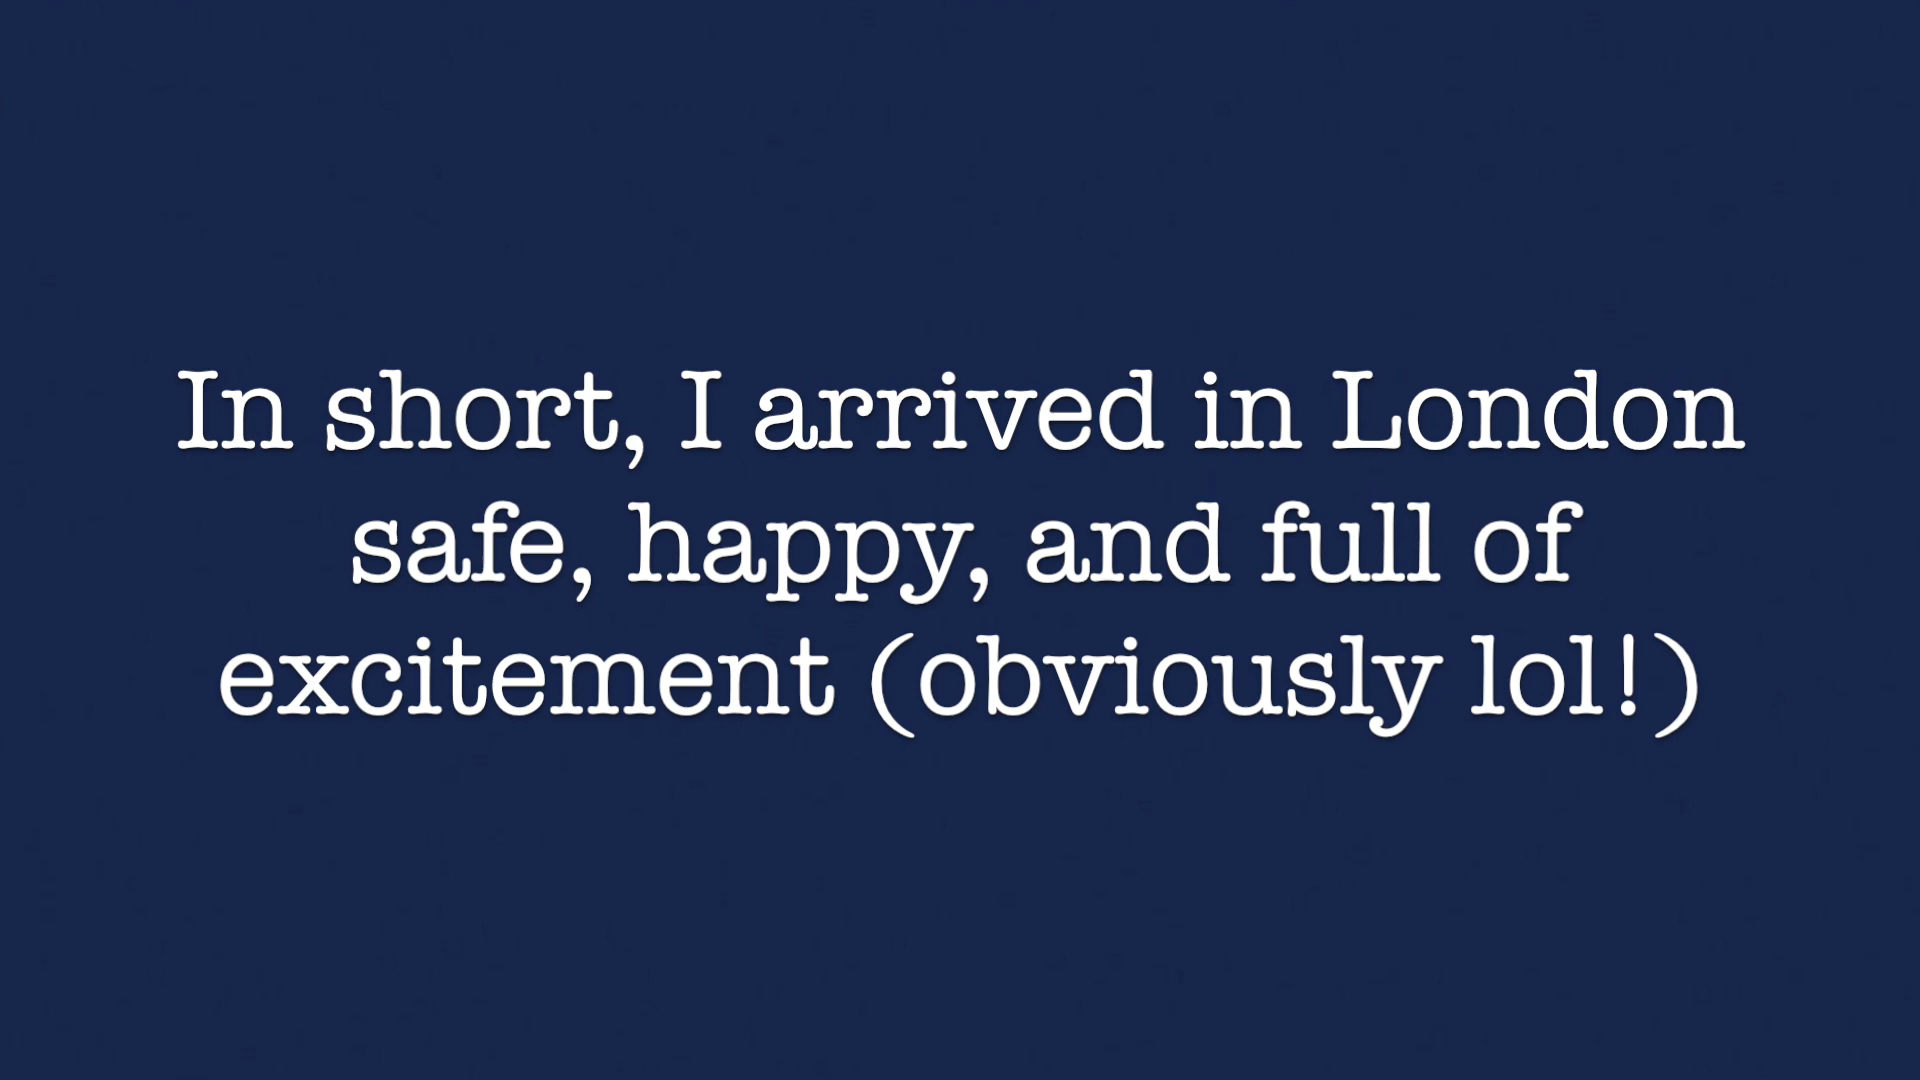 In short, I arrived in London
safe, happy, and full of
excitement (obviously lol!)